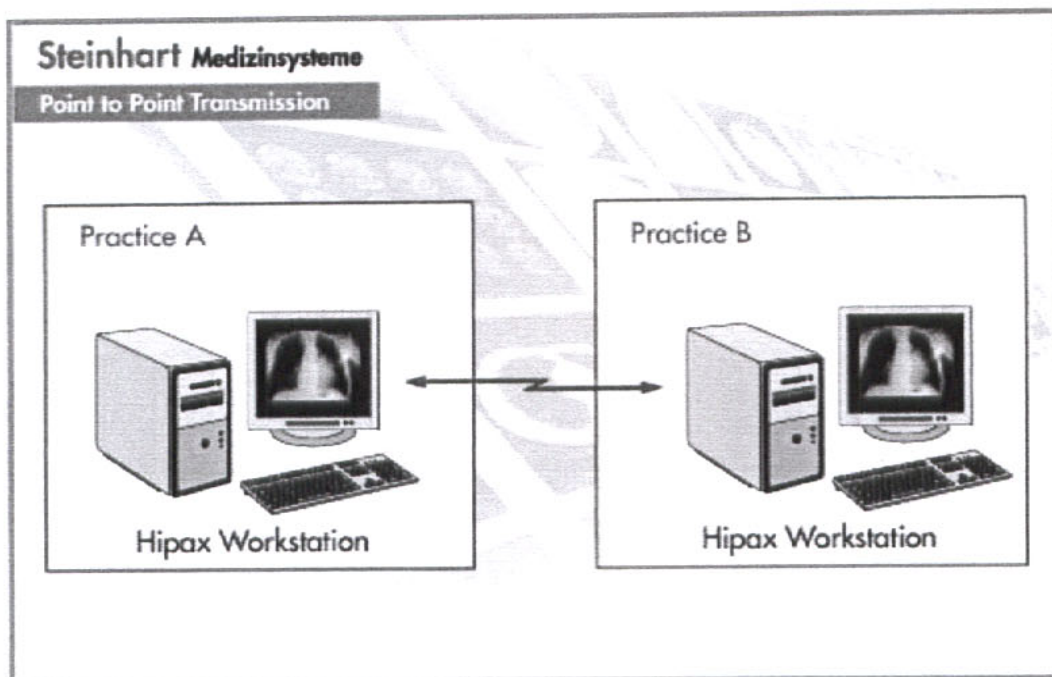 Steinhart Medizinsysteme
Point to Point Transmission
Practice A
Hipax Workstation
Practice B
Hipax Workstation